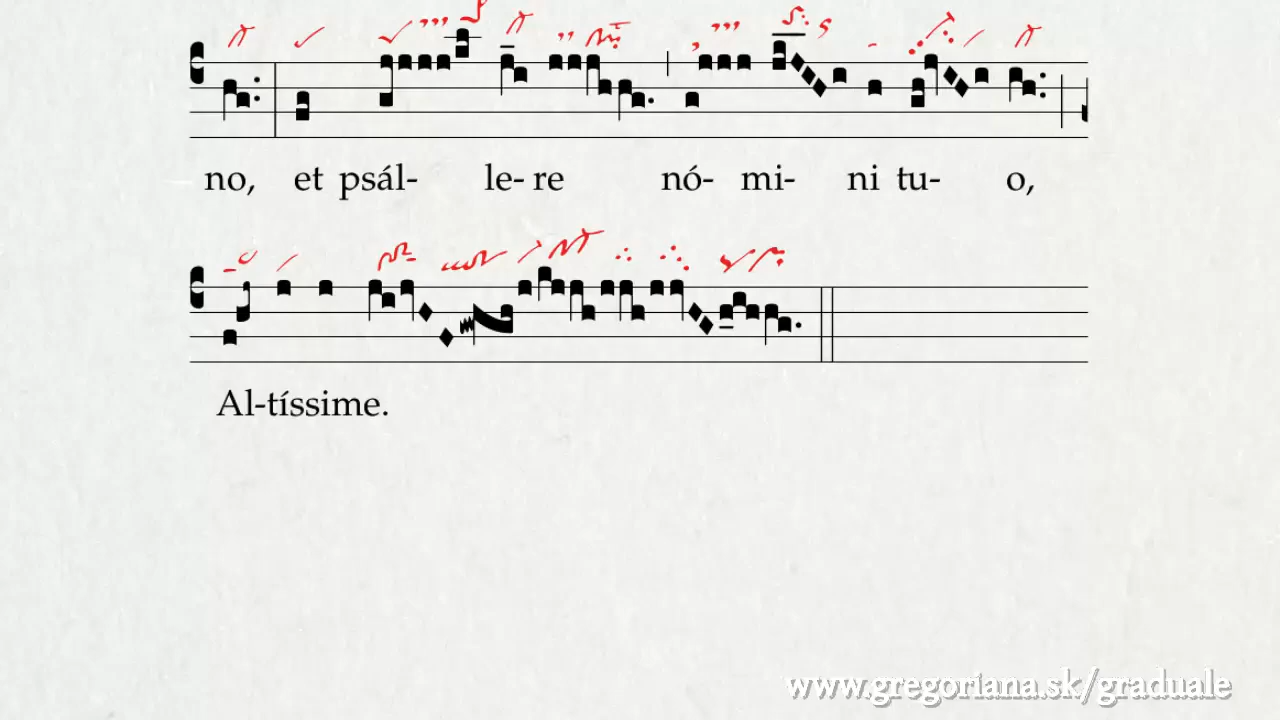 no, et psál- le- re nó- mi- ni tu- o,
Al-tíssime.
www.gregoriana.sk/graduale